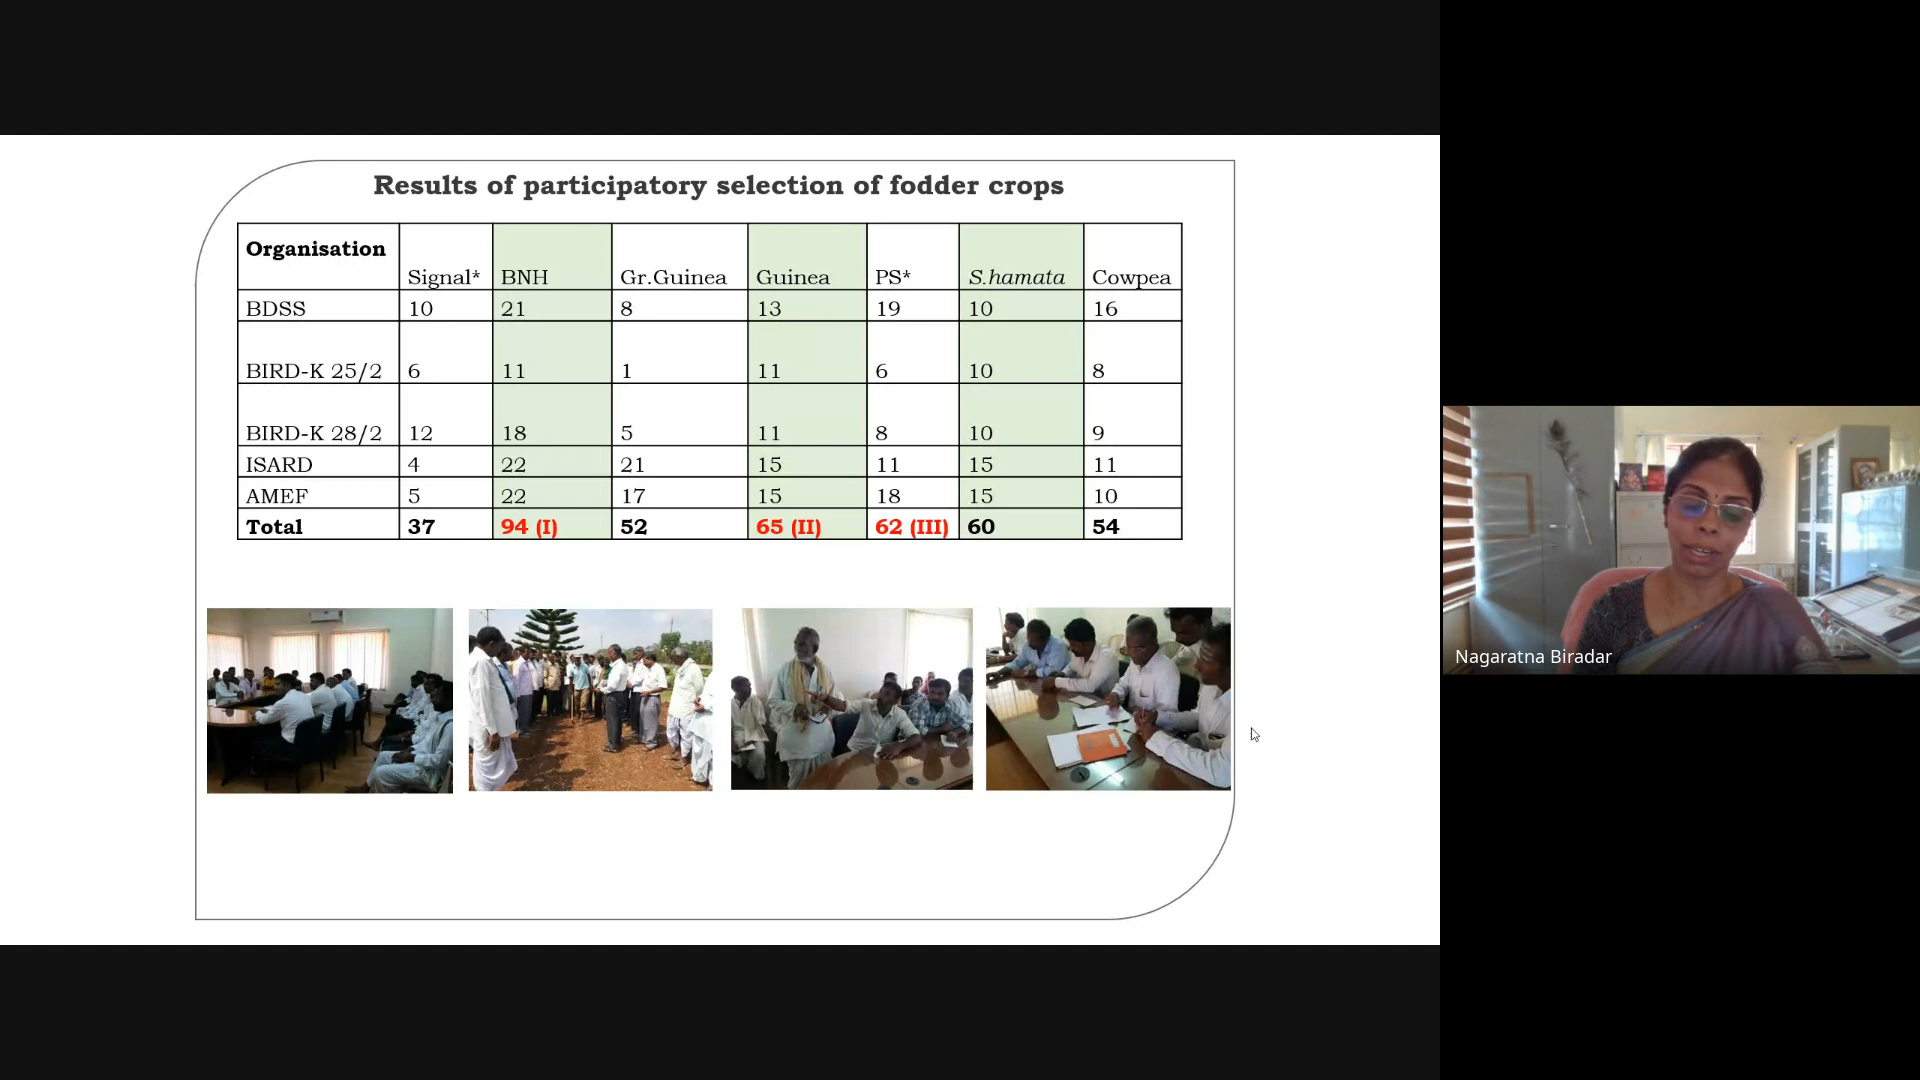 Results of participatory selection of fodder crops
Organisation Signal* BNH Gr.Guinea Guinea PS* S.hamata Cowpea
BDSS 10 21 8 13 19 10 16
BIRD-K 25/2 6 11 1 11 6 10 8
BIRD-K 28/2 12 18 5 11 8 10 9
ISARD 4 22 21 15 11 15 11
AMEF 5 22 17 15 18 15 10
Total 37 94 (I) 52 65 (II) 62 (III) 60 54
Nagaratna Biradar